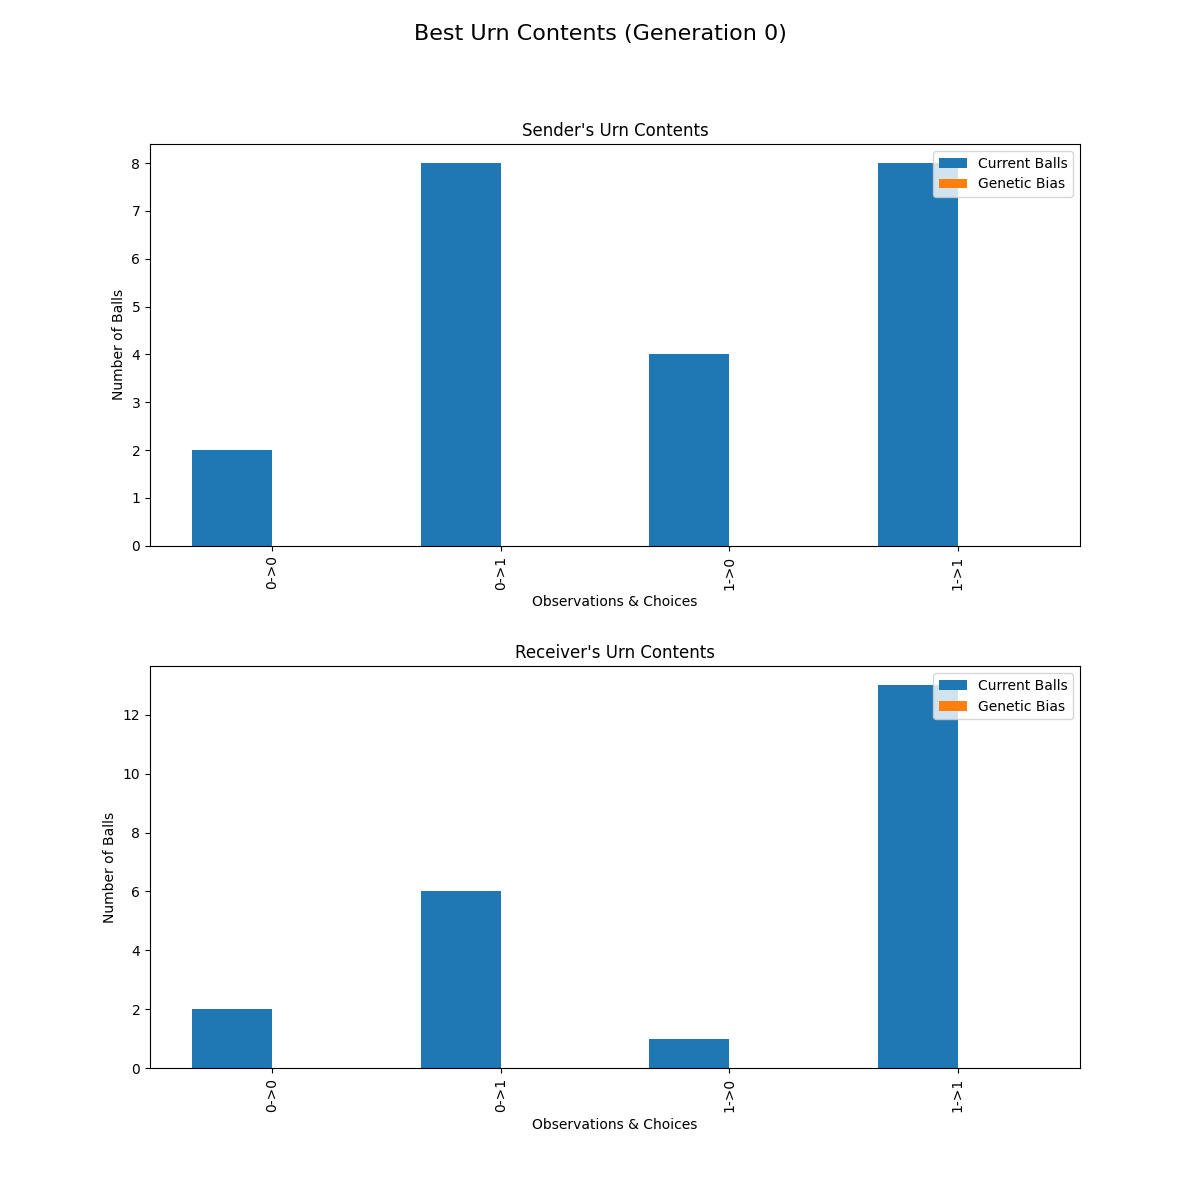 Best Urn Contents (Generation 0)
Sender's Urn Contents
Current Balls
Genetic Bias
Number of Balls
8
7
6
5
4
3
2
1
0
0->0
0->1
1->0
1->1
Observations & Choices
Receiver's Urn Contents
Current Balls
Genetic Bias
Number of Balls
12
10
8
6
4
2
0
0->0
0->1
1->0
1->1
Observations & Choices